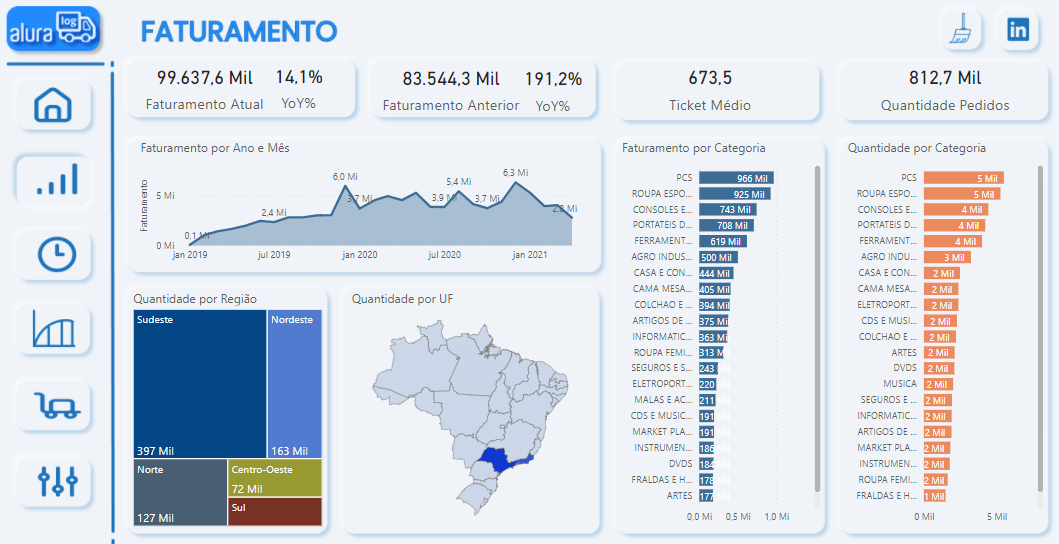 alura log
FATURAMENTO
in
99.637,6 Mil 14,1%
Faturamento Atual YoY%
83.544,3 Mil 191,2%
Faturamento Anterior YoY%
673,5
Ticket Médio
812,7 Mil
Quantidade Pedidos
Faturamento por Ano e Mês
Faturamento
5 Mi
0 Mi
0,1 Mi
2,4 Mi
6,0 Mi
3,7 Mi
3,9 Mi
5,4 Mi
3,7 Mi
6,3 Mi
2,8 Mi
jan 2019 jul 2019 jan 2020 jul 2020 jan 2021
Quantidade por Região
Sudeste
397 Mil
Nordeste
163 Mil
Norte
127 Mil
Centro-Oeste
72 Mil
Sul
Quantidade por UF
Faturamento por Categoria
PCS 966 Mil
ROUPA ESPO... 925 Mil
CONSOLES E... 743 Mil
PORTATEIS D... 708 Mil
FERRAMENT... 619 Mil
AGRO INDUS... 500 Mil
CASA E CON... 444 Mil
CAMA MESA... 405 Mil
COLCHAO E ... 394 Mil
ARTIGOS DE ... 375 Mil
INFORMATIC... 363 Mil
ROUPA FEMI... 313 M
SEGUROS E S... 243
ELETROPORT... 220
MALAS E AC... 211
CDS E MUSIC... 191
MARKET PLA... 191
INSTRUMEN... 186
DVDS 184
FRALDAS E H... 178
ARTES 177
0,0 Mi 0,5 Mi 1,0 Mi
Quantidade por Categoria
PCS 5 Mil
ROUPA ESPO... 5 Mil
CONSOLES E... 4 Mil
PORTATEIS D... 4 Mil
FERRAMENT... 4 Mil
AGRO INDUS... 3 Mil
CASA E CON... 2 Mil
CAMA MESA... 2 Mil
ELETROPORT... 2 Mil
CDS E MUSI... 2 Mil
COLCHAO E ... 2 Mil
ARTES 2 Mil
DVDS 2 Mil
MUSICA 2 Mil
SEGUROS E ... 2 Mil
INFORMATIC... 2 Mil
ARTIGOS DE ... 2 Mil
MARKET PLA... 2 Mil
INSTRUMEN... 2 Mil
ROUPA FEMI... 2 Mil
FRALDAS E H... 1 Mil
0 Mil 5 Mil